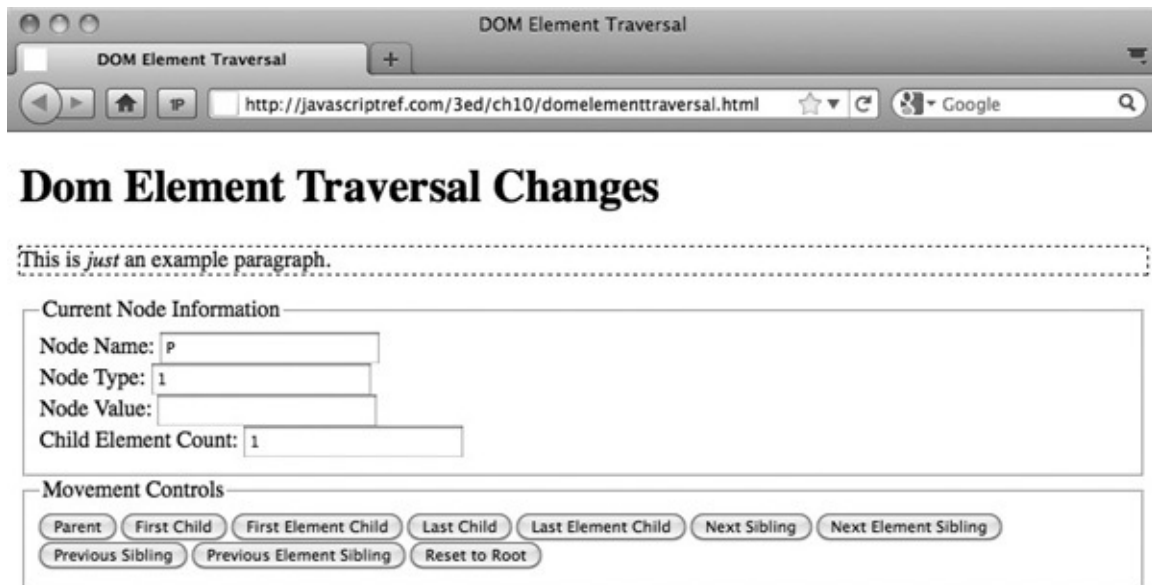 DOM Element Traversal
DOM Element Traversal +
1P http://javascriptref.com/3ed/ch10/domelementtraversal.html Google
Dom Element Traversal Changes
This is just an example paragraph.
Current Node Information
Node Name: P
Node Type: 1
Node Value:
Child Element Count: 1
Movement Controls
Parent First Child First Element Child Last Child Last Element Child Next Sibling Next Element Sibling
Previous Sibling Previous Element Sibling Reset to Root